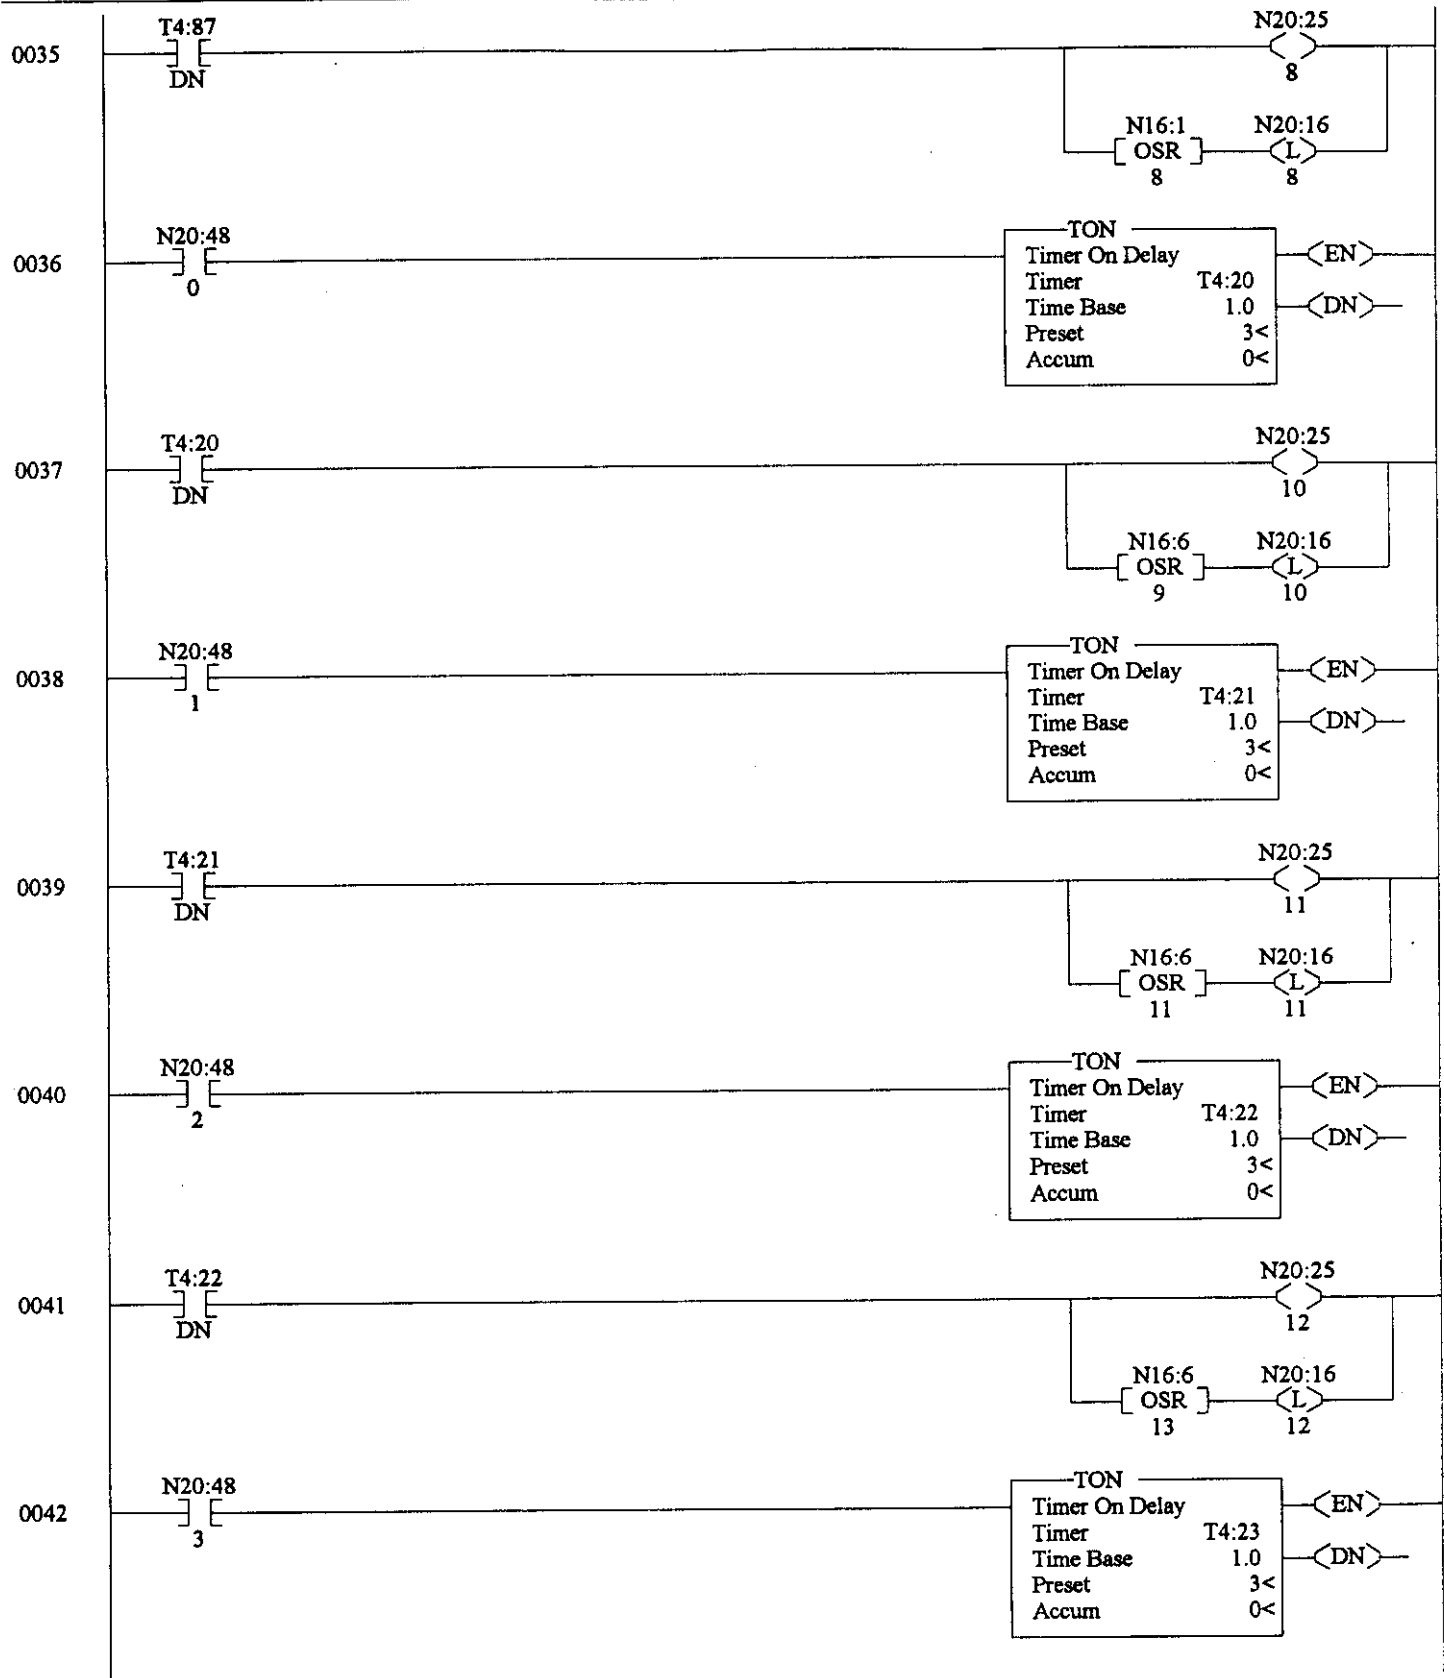 T4:87
N20:25
0035
DN
8
N16:1
N20:16
OSR
L
8
8
N20:48
TON
0036
Timer On Delay
EN
0
Timer
T4:20
Time Base
1.0
DN
Preset
3<
Accum
0<
T4:20
N20:25
0037
DN
10
N16:6
N20:16
OSR
L
9
10
N20:48
TON
0038
Timer On Delay
EN
1
Timer
T4:21
Time Base
1.0
DN
Preset
3<
Accum
0<
T4:21
N20:25
0039
DN
11
N16:6
N20:16
OSR
L
11
11
N20:48
TON
0040
Timer On Delay
EN
2
Timer
T4:22
Time Base
1.0
DN
Preset
3<
Accum
0<
T4:22
N20:25
0041
DN
12
N16:6
N20:16
OSR
L
13
12
N20:48
TON
0042
Timer On Delay
EN
3
Timer
T4:23
Time Base
1.0
DN
Preset
3<
Accum
0<